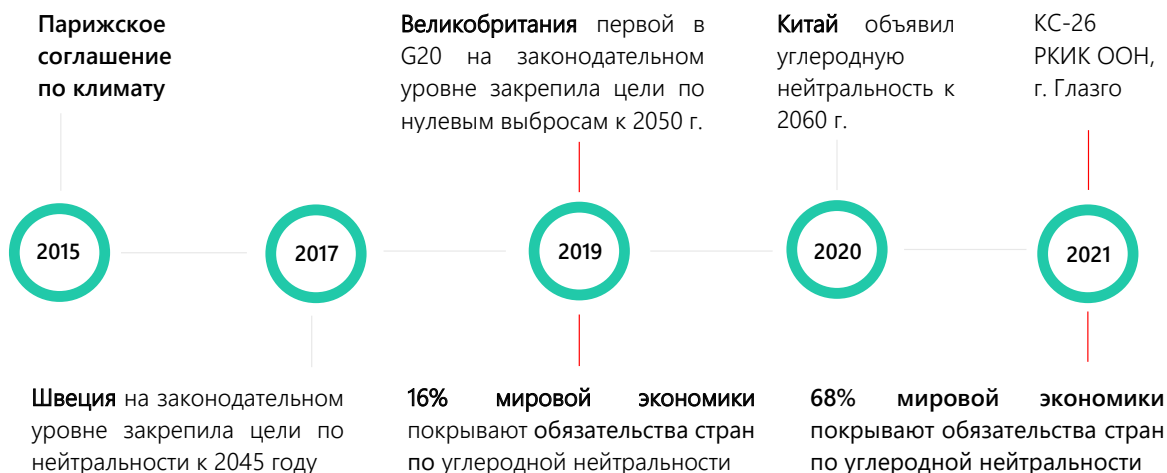 Парижское
соглашение
по климату
Великобритания первой в
G20 на законодательном
уровне закрепила цели по
нулевым выбросам к 2050 г.
Китай объявил
углеродную
нейтральность к
2060 г.
КС-26
РКИК ООН,
г. Глазго
2015
2017
2019
2020
2021
Швеция на законодательном
уровне закрепила цели по
нейтральности к 2045 году
16% мировой экономики
покрывают обязательства стран
по углеродной нейтральности
68% мировой экономики
покрывают обязательства стран
по углеродной нейтральности